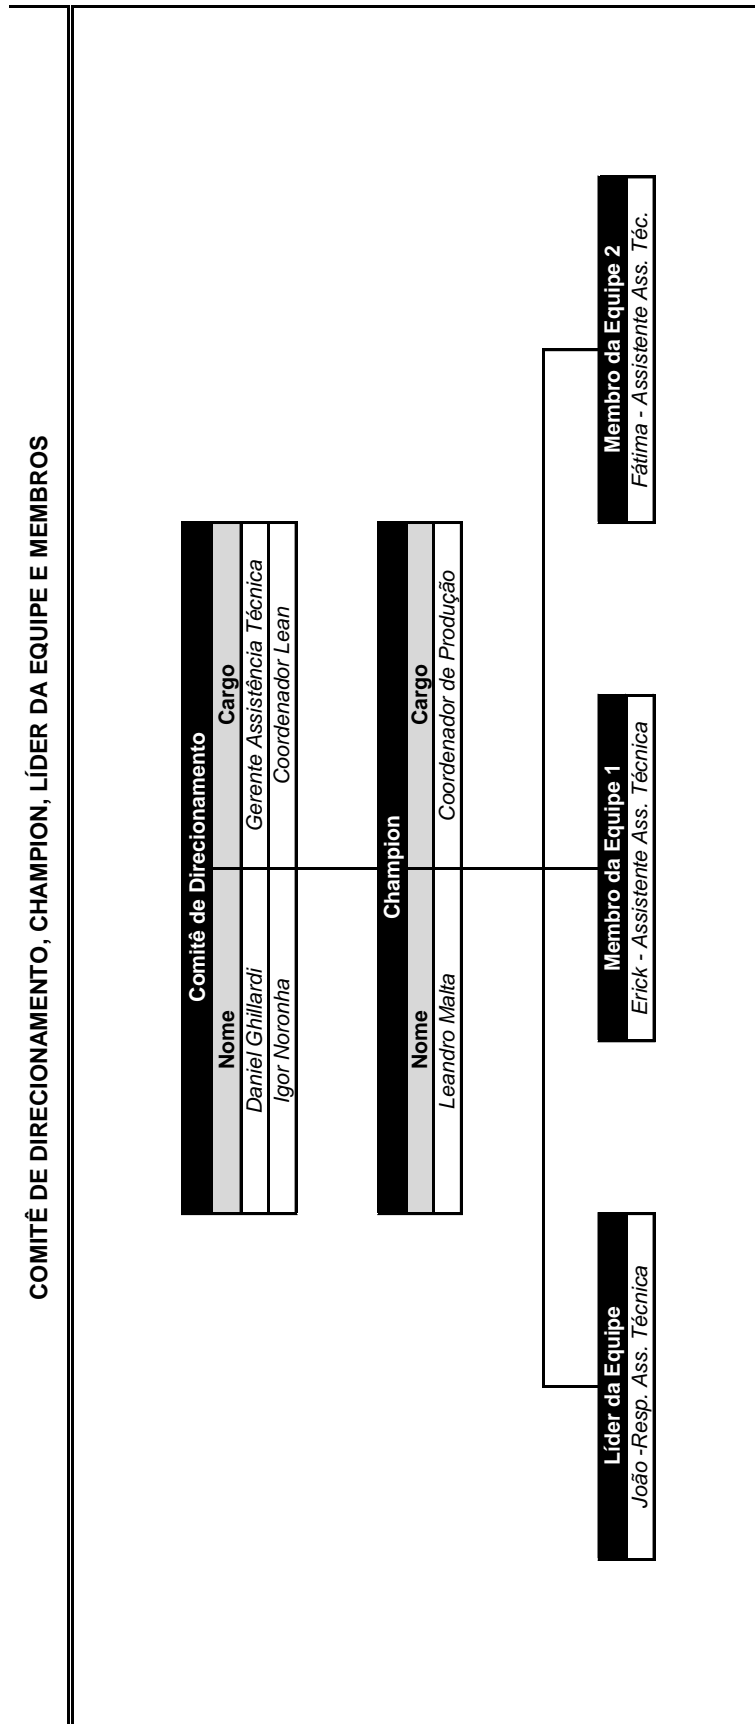 COMITÊ DE DIRECIONAMENTO, CHAMPION, LÍDER DA EQUIPE E MEMBROS
Comitê de Direcionamento
Nome Cargo
Daniel Ghillardi Gerente Assistência Técnica
Igor Noronha Coordenador Lean
Champion
Nome Cargo
Leandro Malta Coordenador de Produção
Líder da Equipe Membro da Equipe 1 Membro da Equipe 2
João -Resp. Ass. Técnica Erick - Assistente Ass. Técnica Fátima - Assistente Ass. Téc.